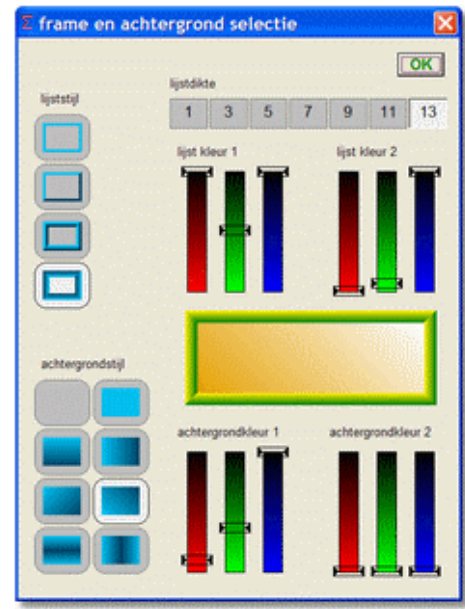 Σ frame en achtergrond selectie
OK
lijstdikte
lijststijl
1 3 5 7 9 11 13
lijst kleur 1 lijst kleur 2
achtergrondstijl
achtergrondkleur 1 achtergrondkleur 2